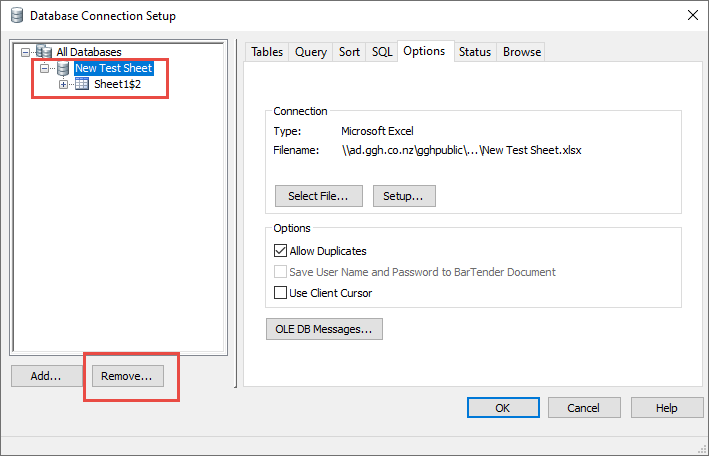 Database Connection Setup
All Databases
New Test Sheet
Sheet1$2
Add...
Remove...
Tables Query Sort SQL Options Status Browse
Connection
Type: Microsoft Excel
Filename: \\ad.ggh.co.nz\gghpublic\...\New Test Sheet.xlsx
Select File... Setup...
Options
Allow Duplicates
Save User Name and Password to BarTender Document
Use Client Cursor
OLE DB Messages...
OK Cancel Help